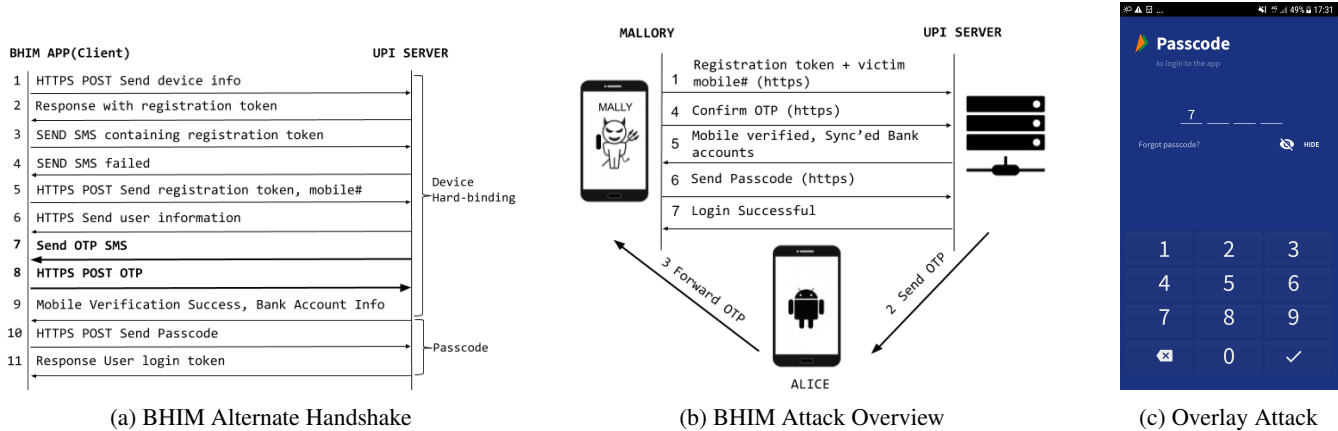 BHIM APP(Client)
UPI SERVER
1 HTTPS POST Send device info
2 Response with registration token
3 SEND SMS containing registration token
4 SEND SMS failed
5 HTTPS POST Send registration token, mobile#
6 HTTPS Send user information
7 Send OTP SMS
8 HTTPS POST OTP
9 Mobile Verification Success, Bank Account Info
10 HTTPS POST Send Passcode
11 Response User login token
Device
Hard-binding
Passcode
(a) BHIM Alternate Handshake
MALLORY
UPI SERVER
MALLY
1 Registration token + victim
mobile# (https)
4 Confirm OTP (https)
5 Mobile verified, Sync'ed Bank
accounts
6 Send Passcode (https)
7 Login Successful
3 Forward OTP
2 Send OTP
ALICE
(b) BHIM Attack Overview
... 49% 17:31
Passcode
to login to the app
7
Forgot passcode?
HIDE
1 2 3
4 5 6
7 8 9
0
(c) Overlay Attack